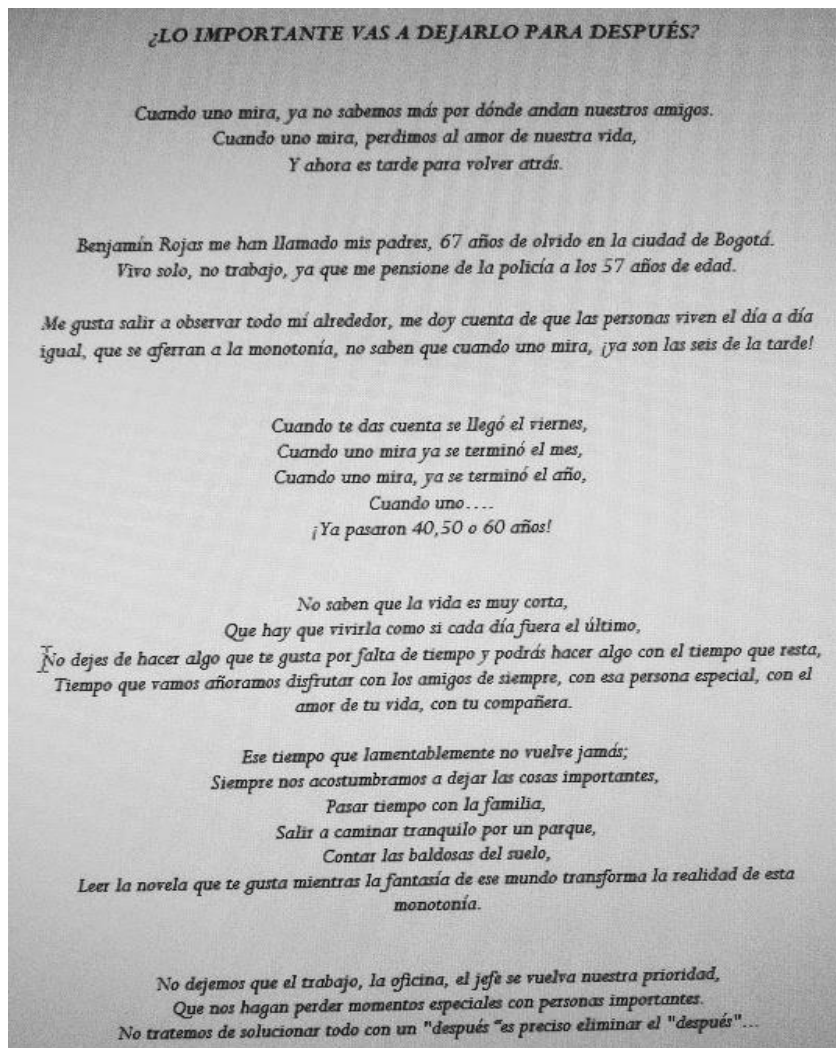 ¿LO IMPORTANTE VAS A DEJARLO PARA DESPUÉS?
Cuando uno mira, ya no sabemos más por dónde andan nuestros amigos.
Cuando uno mira, perdimos al amor de nuestra vida,
Y ahora es tarde para volver atrás.
Benjamín Rojas me han llamado mis padres, 67 años de olvido en la ciudad de Bogotá.
Vivo solo, no trabajo, ya que me pensione de la policía a los 57 años de edad.
Me gusta salir a observar todo mí alrededor, me doy cuenta de que las personas viven el día a día
igual, que se aferran a la monotonía, no saben que cuando uno mira, ¡ya son las seis de la tarde!
Cuando te das cuenta se llegó el viernes,
Cuando uno mira ya se terminó el mes,
Cuando uno mira, ya se terminó el año,
Cuando uno....
¡Ya pasaron 40,50 o 60 años!
No saben que la vida es muy corta,
Que hay que vivirla como si cada día fuera el último,
No dejes de hacer algo que te gusta por falta de tiempo y podrás hacer algo con el tiempo que resta,
Tiempo que vamos añoramos disfrutar con los amigos de siempre, con esa persona especial, con el
amor de tu vida, con tu compañera.
Ese tiempo que lamentablemente no vuelve jamás;
Siempre nos acostumbramos a dejar las cosas importantes,
Pasar tiempo con la familia,
Salir a caminar tranquilo por un parque,
Contar las baldosas del suelo,
Leer la novela que te gusta mientras la fantasía de ese mundo transforma la realidad de esta
monotonía.
No dejemos que el trabajo, la oficina, el jefe se vuelva nuestra prioridad,
Que nos hagan perder momentos especiales con personas importantes.
No tratemos de solucionar todo con un "después "es preciso eliminar el "después"...